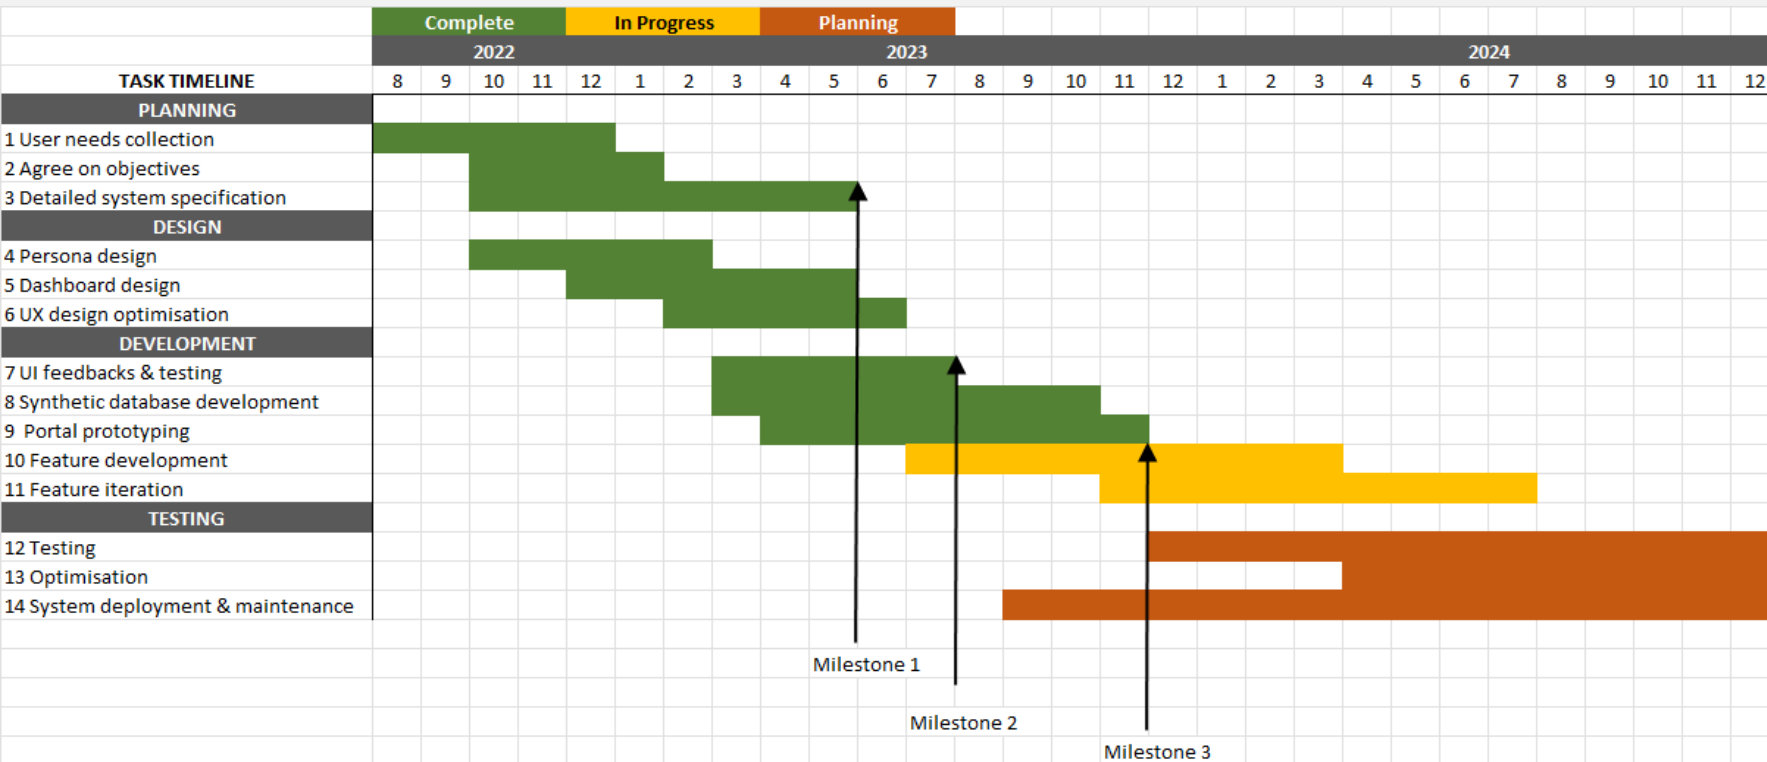 Complete In Progress Planning
2022 2023 2024
TASK TIMELINE 8 9 10 11 12 1 2 3 4 5 6 7 8 9 10 11 12 1 2 3 4 5 6 7 8 9 10 11 12
PLANNING
1 User needs collection
2 Agree on objectives
3 Detailed system specification
DESIGN
4 Persona design
5 Dashboard design
6 UX design optimisation
DEVELOPMENT
7 UI feedbacks & testing
8 Synthetic database development
9 Portal prototyping
10 Feature development
11 Feature iteration
TESTING
12 Testing
13 Optimisation
14 System deployment & maintenance
Milestone 1
Milestone 2
Milestone 3